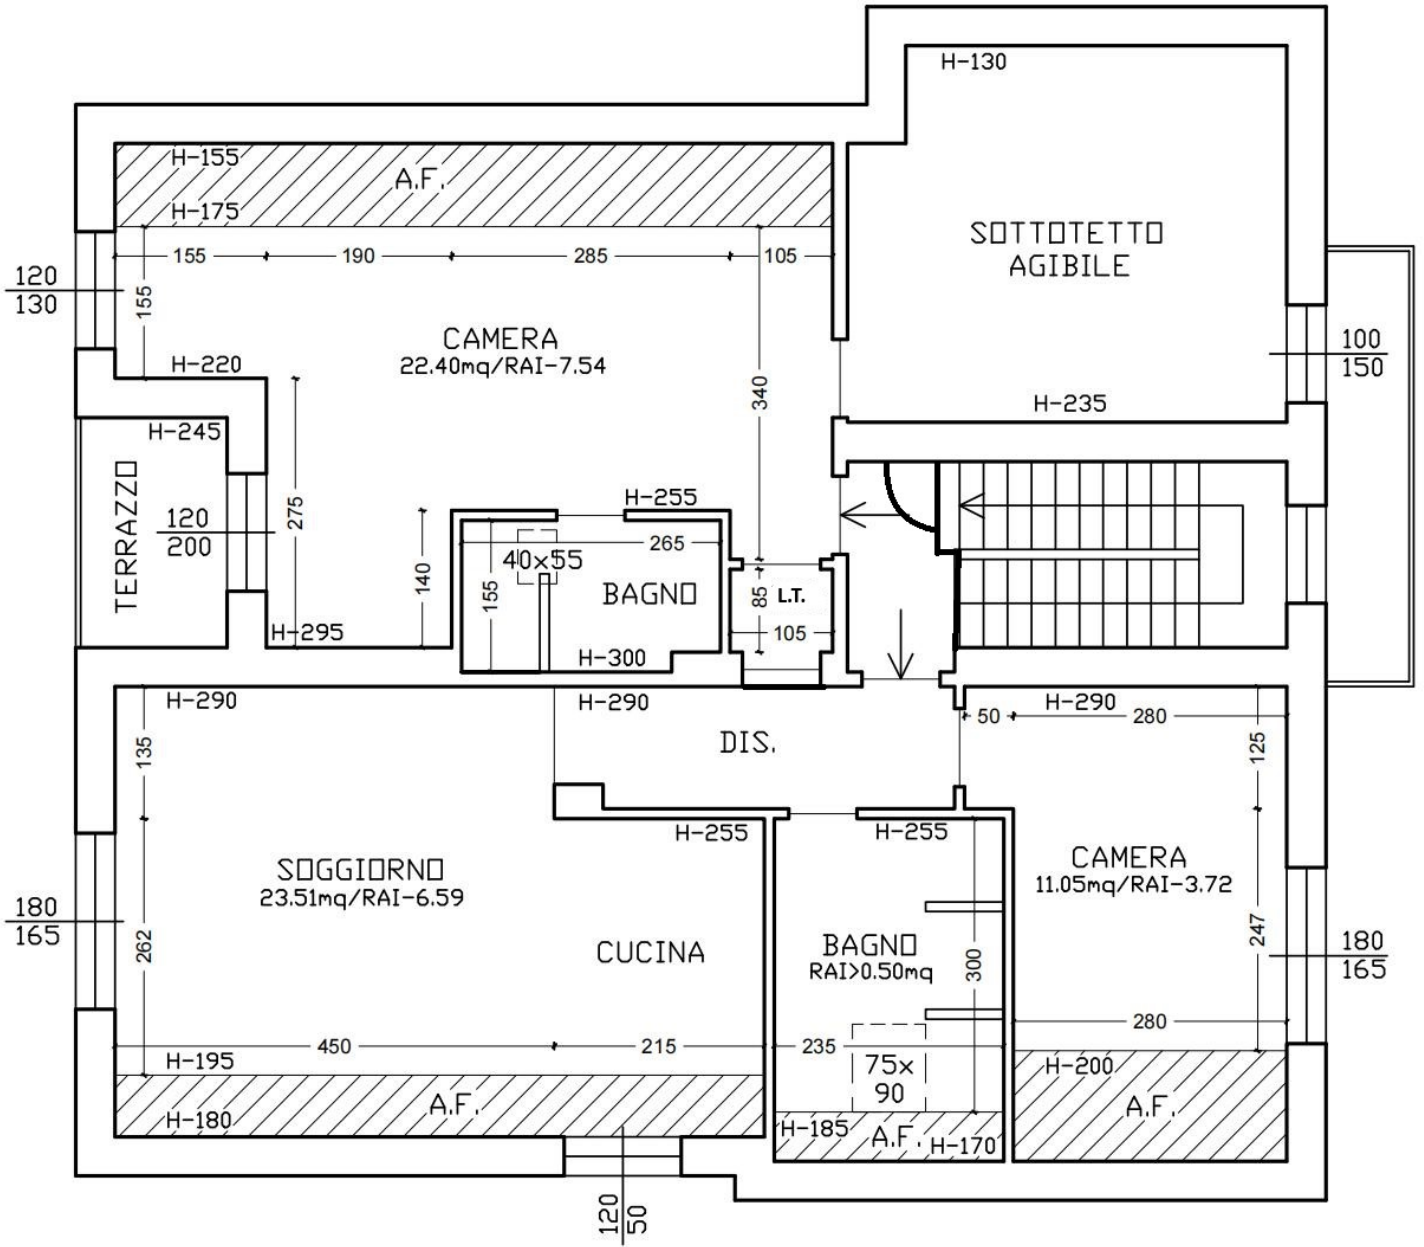 H-130
H-155
A.F.
H-175
SOTTOTETTO
AGIBILE
155
190
285
105
120
130
155
CAMERA
22.40mq/RAI-7.54
100
150
H-220
340
H-235
H-245
TERRAZZO
120
200
275
H-255
265
40x55
155
BAGNO
140
85
L.T.
105
H-295
H-300
H-290
H-290
H-290
50
280
DIS.
135
125
H-255
H-255
SOGGIORNO
23.51mq/RAI-6.59
CAMERA
11.05mq/RAI-3.72
180
165
262
CUCINA
BAGNO
RAI>0.50mq
300
247
180
165
280
450
215
235
H-195
75x
90
H-200
A.F.
H-180
A.F.
H-185
A.F.
H-170
120
50